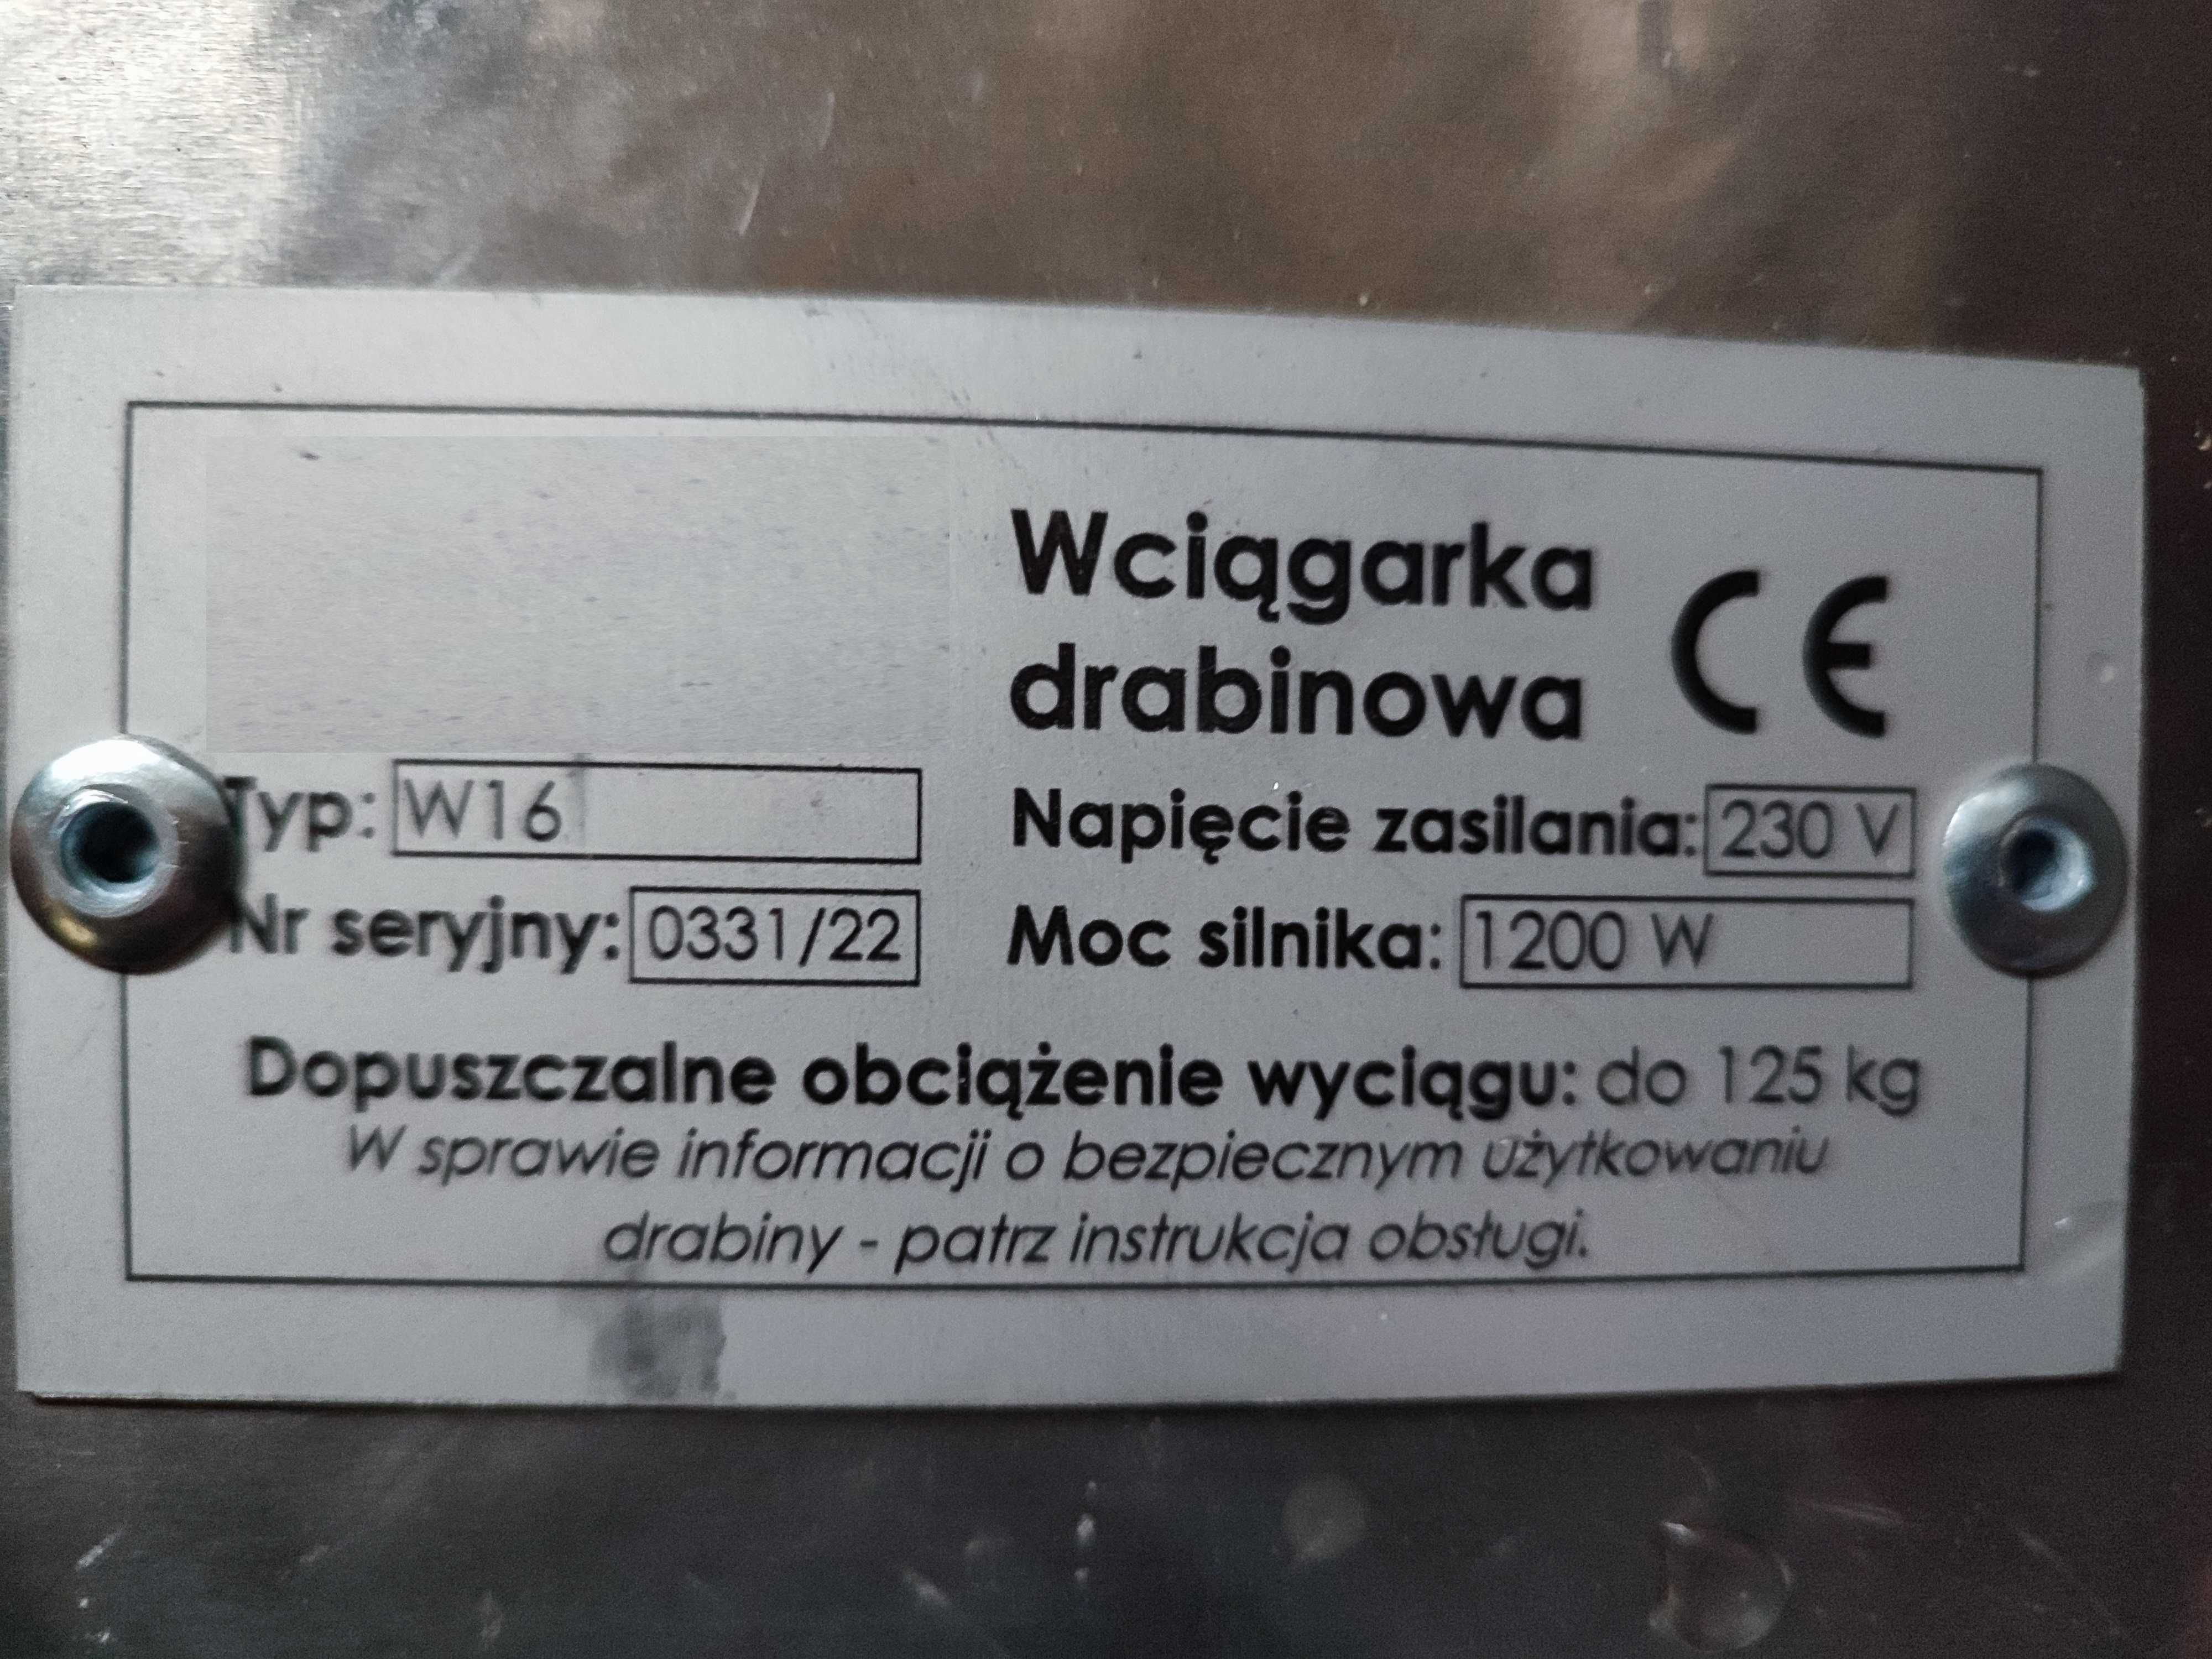 Wciągarka
drabinowa CE
Typ: W16
Napięcie zasilania: 230 V
Nr seryjny: 0331/22
Moc silnika: 1200 W
Dopuszczalne obciążenie wyciągu: do 125 kg
W sprawie informacji o bezpiecznym użytkowaniu
drabiny - patrz instrukcja obsługi.